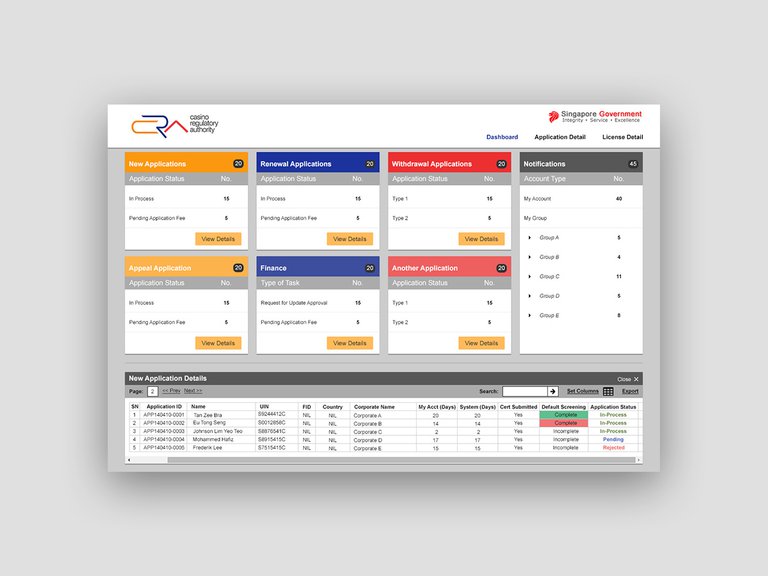 CRA casino
regulatory
authority
Singapore Government
Integrity • Service • Excellence
Dashboard Application Detail License Detail
New Applications 20
Application Status No.
In Process 15
Pending Application Fee 5
View Details
Renewal Applications 20
Application Status No.
In Process 15
Pending Application Fee 5
View Details
Withdrawal Applications 20
Application Status No.
Type 1 15
Type 2 5
View Details
Notifications 45
Account Type No.
My Account 40
My Group
Group A 5
Group B 4
Group C 11
Group D 5
Group E 8
Appeal Application 20
Application Status No.
In Process 15
Pending Application Fee 5
View Details
Finance 20
Type of Task No.
Request for Update Approval 15
Pending Application Fee 5
View Details
Another Application 20
Application Status No.
Type 1 15
Type 2 5
View Details
New Application Details Close X
Page: 2 << Prev Next >> Search: Set Columns Export
SN Application ID Name UIN FID Country Corporate Name My Acct (Days) System (Days) Cert Submitted Default Screening Application Status
1 APP140410-0001 Tan Zee Bra S9244412C NIL NIL Corporate A 20 20 Yes Complete In-Process
2 APP140410-0002 Eu Tong Seng S0012858C NIL NIL Corporate B 14 14 Yes Complete In-Process
3 APP140410-0003 Johnson Lim Yeo Teo S8876541C NIL NIL Corporate C 2 2 Yes Incomplete In-Process
4 APP140410-0004 Mohammed Hafiz S8915415C NIL NIL Corporate D 17 17 Yes Incomplete Pending
5 APP140410-0005 Frederik Lee S7515415C NIL NIL Corporate E 15 15 Yes Incomplete Rejected